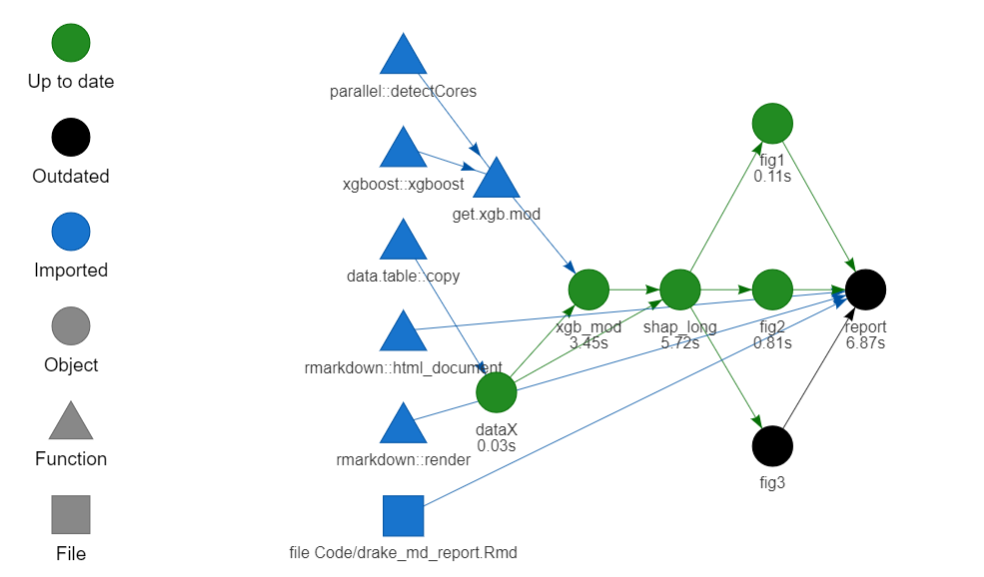 Up to date
Outdated
Imported
Object
Function
File
parallel::detectCores
xgboost::xgboost
get.xgb.mod
data.table::copy
rmarkdown::html_document
dataX
0.03s
rmarkdown::render
file Code/drake_md_report.Rmd
xgb_mod
3.45s
shap_long
5.72s
fig1
0.11s
fig2
0.81s
report
6.87s
fig3